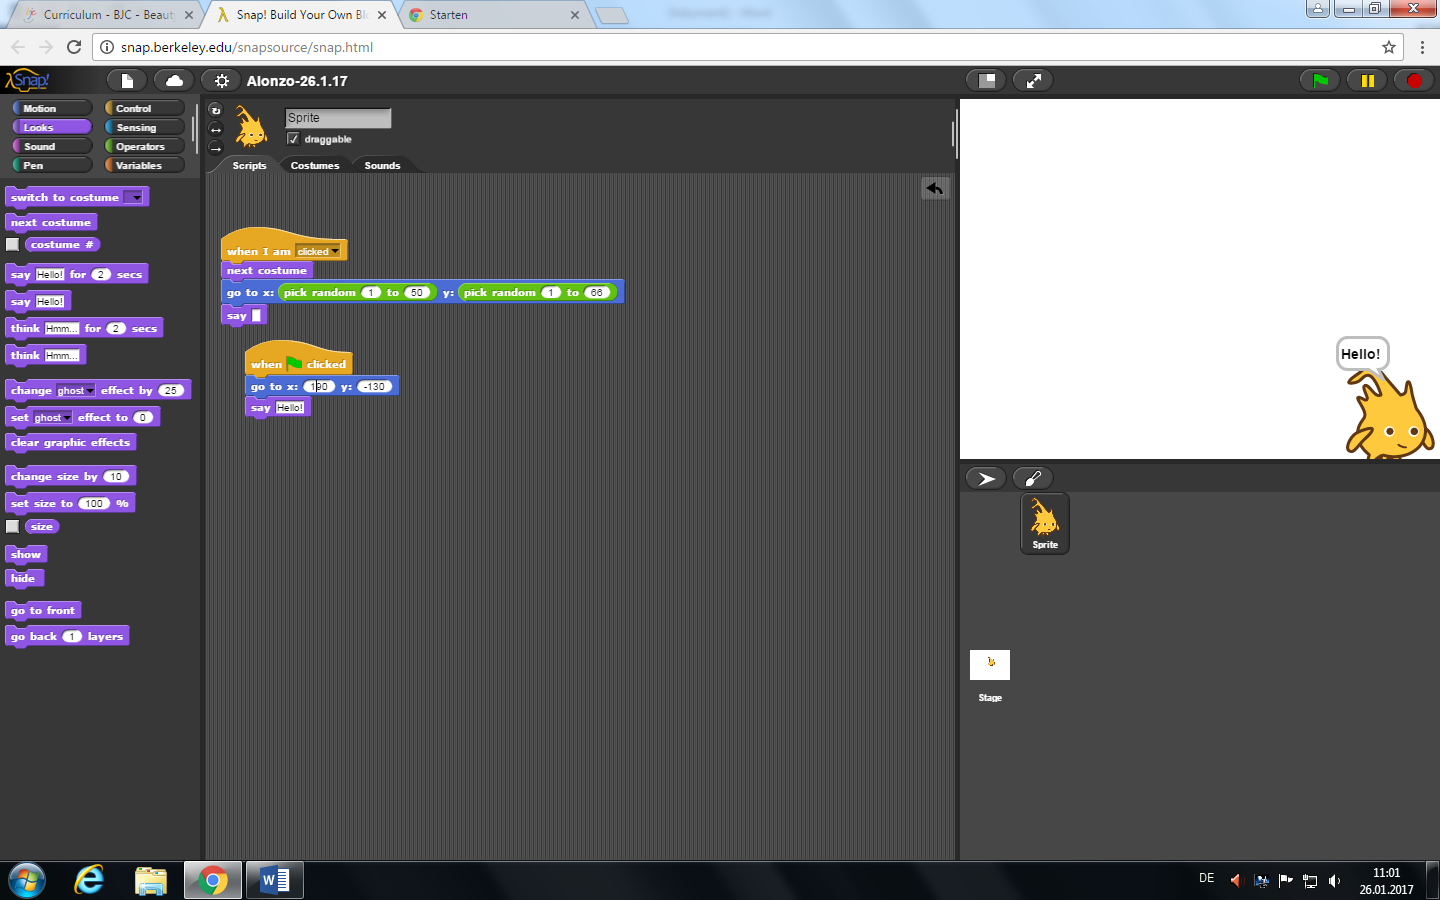 Curriculum - BJC - Beaut
Snap! Build Your Own Bl
Starten
snap.berkeley.edu/snapsource/snap.html
Snap!
Alonzo-26.1.17
Motion
Control
Looks
Sensing
Sound
Operators
Pen
Variables
Sprite
draggable
Scripts
Costumes
Sounds
switch to costume
next costume
costume #
say Hello! for 2 secs
say Hello!
think Hmm... for 2 secs
think Hmm...
change ghost effect by 25
set ghost effect to 0
clear graphic effects
change size by 10
set size to 100 %
size
show
hide
go to front
go back 1 layers
when I am clicked
next costume
go to x: pick random 1 to 50 y: pick random 1 to 66
say
when clicked
go to x: 190 y: -130
say Hello!
Hello!
Sprite
Stage
DE
11:01
26.01.2017